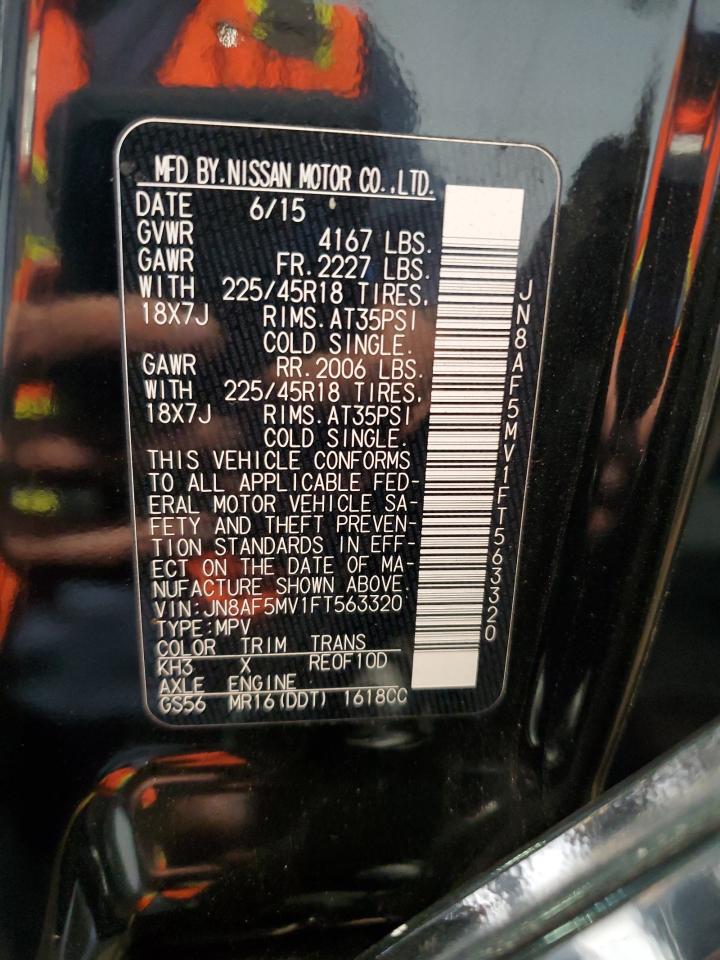 MFD BY.NISSAN MOTOR CO.,LTD.
DATE 6/15
GVWR 4167 LBS.
GAWR FR.2227 LBS.
WITH 225/45R18 TIRES,
18X7J RIMS.AT35PSI
COLD SINGLE.
GAWR RR.2006 LBS.
WITH 225/45R18 TIRES,
18X7J RIMS.AT35PSI
COLD SINGLE.
THIS VEHICLE CONFORMS
TO ALL APPLICABLE FED-
ERAL MOTOR VEHICLE SA-
FETY AND THEFT PREVEN-
TION STANDARDS IN EFF-
ECT ON THE DATE OF MA-
NUFACTURE SHOWN ABOVE.
VIN:JN8AF5MV1FT563320
TYPE:MPV
COLOR TRIM TRANS
KH3 X REOF10D
AXLE ENGINE
GS56 MR16(DDT) 1618CC
JN8AF5MV1FT563320